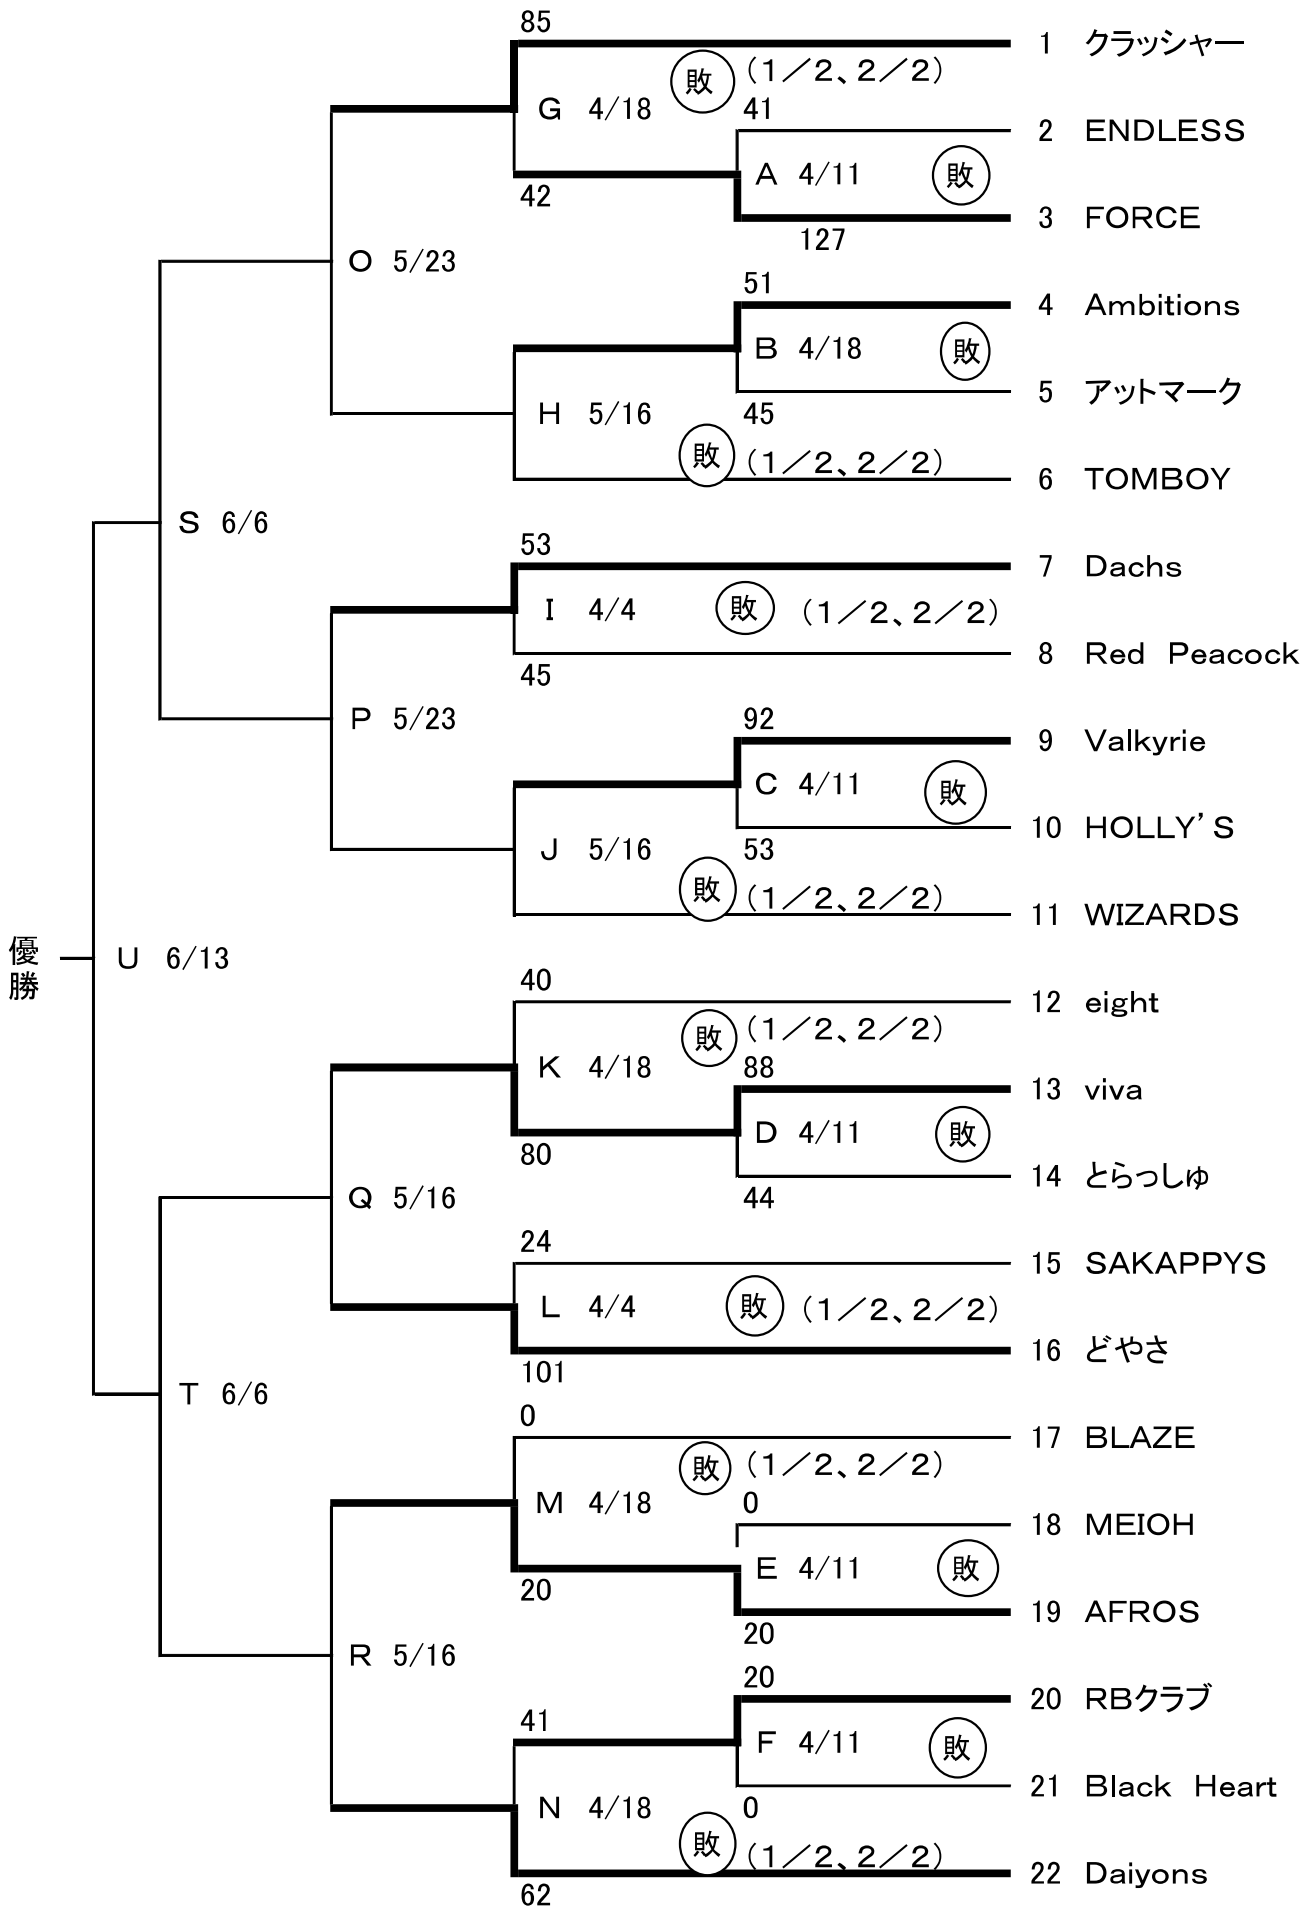 85
1 クラッシャー
敗 （１／２、２／２）
G 4/18
41
2 ENDLESS
A 4/11 敗
42
3 FORCE
127
O 5/23
51
4 Ambitions
B 4/18 敗
5 アットマーク
H 5/16
45
敗 （１／２、２／２）
6 TOMBOY
S 6/6
53
7 Dachs
I 4/4 敗 （１／２、２／２）
8 Red Peacock
45
P 5/23
92
9 Valkyrie
C 4/11 敗
10 HOLLY’S
J 5/16
53
敗 （１／２、２／２）
11 WIZARDS
優勝
U 6/13
40
12 eight
敗 （１／２、２／２）
K 4/18
88
13 viva
D 4/11 敗
80
14 とらっしゅ
44
Q 5/16
24
15 SAKAPPYS
L 4/4 敗 （１／２、２／２）
16 どやさ
101
T 6/6
0
17 BLAZE
敗 （１／２、２／２）
M 4/18
0
18 MEIOH
E 4/11 敗
20
19 AFROS
20
R 5/16
20
20 RBクラブ
41
F 4/11 敗
21 Black Heart
N 4/18
0
敗 （１／２、２／２）
22 Daiyons
62